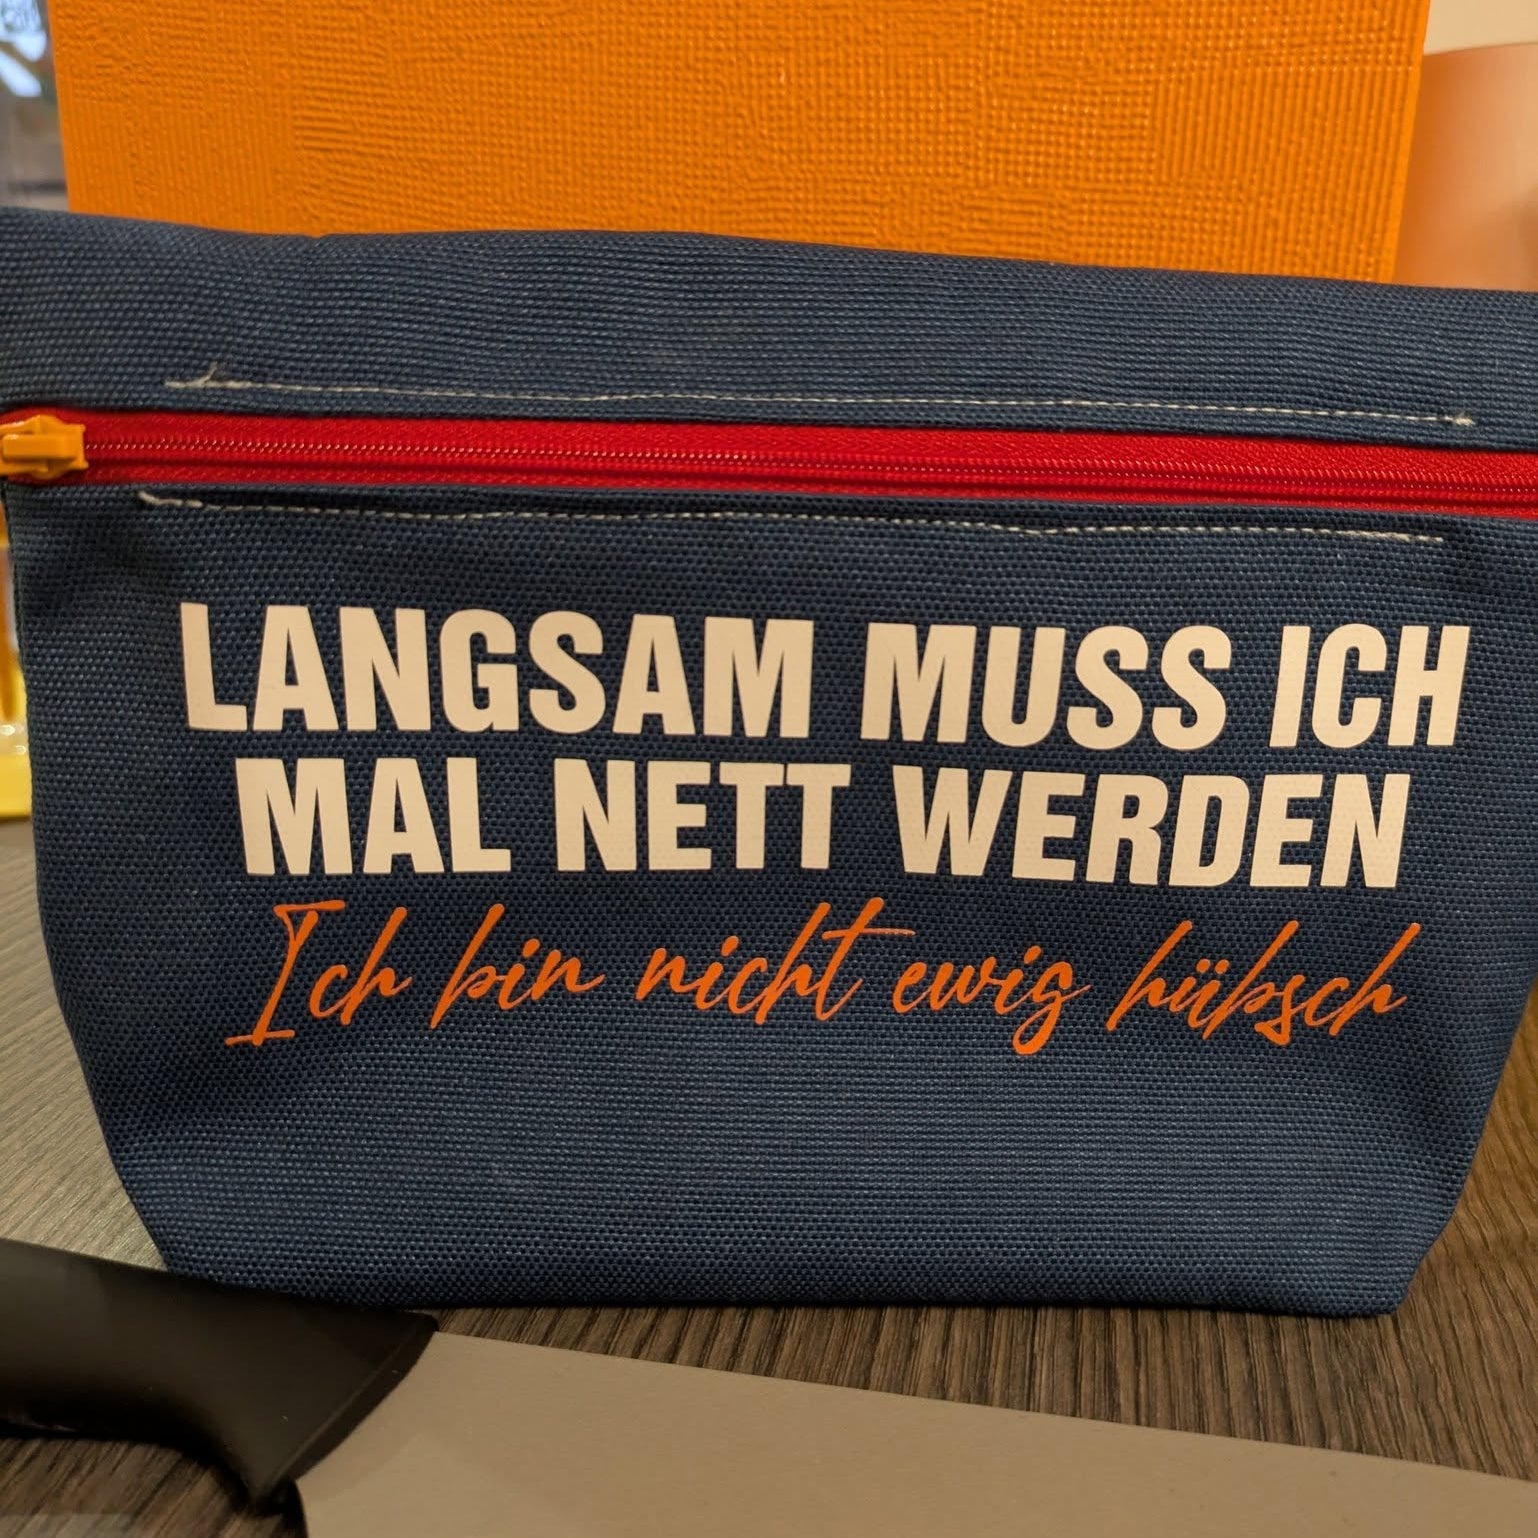 LANGSAM MUSS ICH
MAL NETT WERDEN
Ich bin nicht ewig hübsch